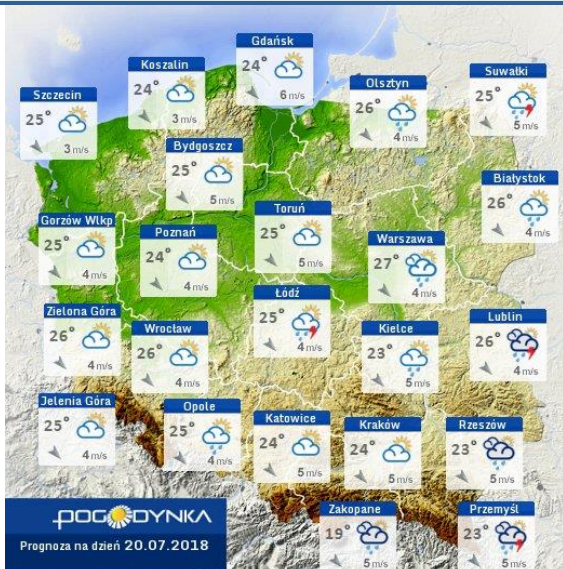 Gdańsk
24° 6 m/s
Koszalin
24° 3 m/s
Suwałki
25° 5 m/s
Olsztyn
26° 4 m/s
Szczecin
25° 3 m/s
Bydgoszcz
25° 5 m/s
Białystok
26° 4 m/s
Toruń
25° 5 m/s
Gorzów Wlkp
25° 4 m/s
Poznań
24° 4 m/s
Warszawa
27° 4 m/s
Łódź
25° 4 m/s
Zielona Góra
26° 4 m/s
Wrocław
26° 4 m/s
Kielce
23° 5 m/s
Lublin
26° 4 m/s
Jelenia Góra
25° 4 m/s
Opole
25° 4 m/s
Katowice
24° 5 m/s
Kraków
24° 5 m/s
Rzeszów
23° 5 m/s
Zakopane
19° 5 m/s
Przemyśl
23° 5 m/s
POGODYNKA
Prognoza na dzień 20.07.2018